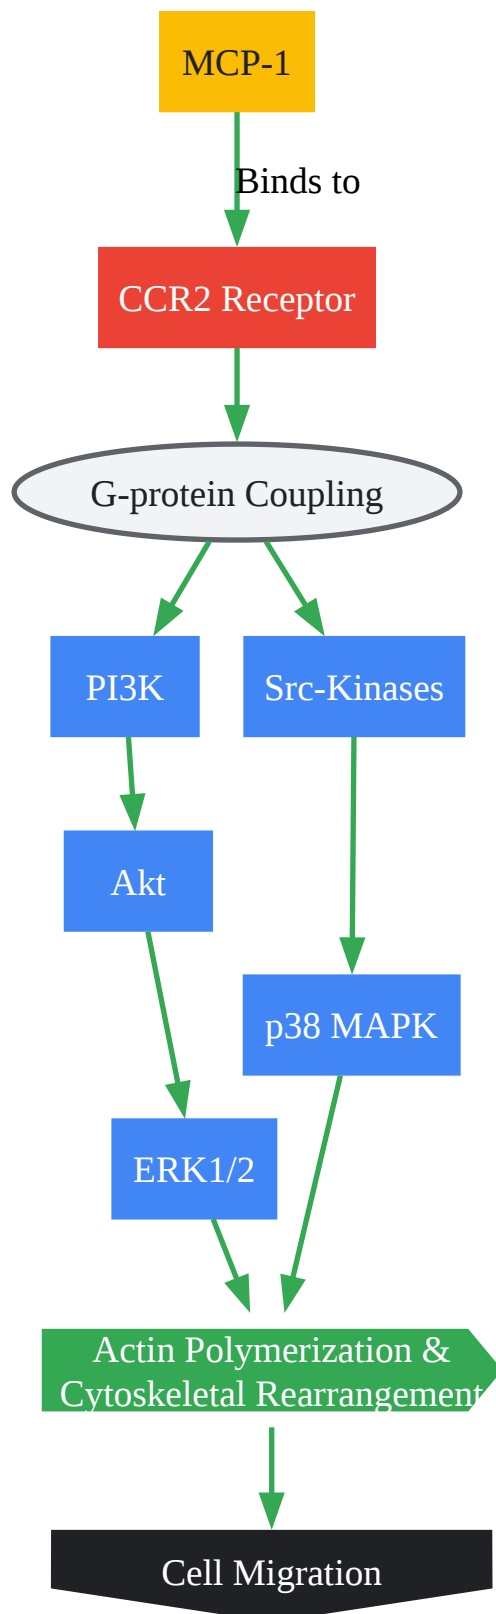 MCP-1
Binds to
CCR2 Receptor
G-protein Coupling
PI3K
Src-Kinases
Akt
p38 MAPK
ERK1/2
Actin Polymerization &
Cytoskeletal Rearrangement
Cell Migration